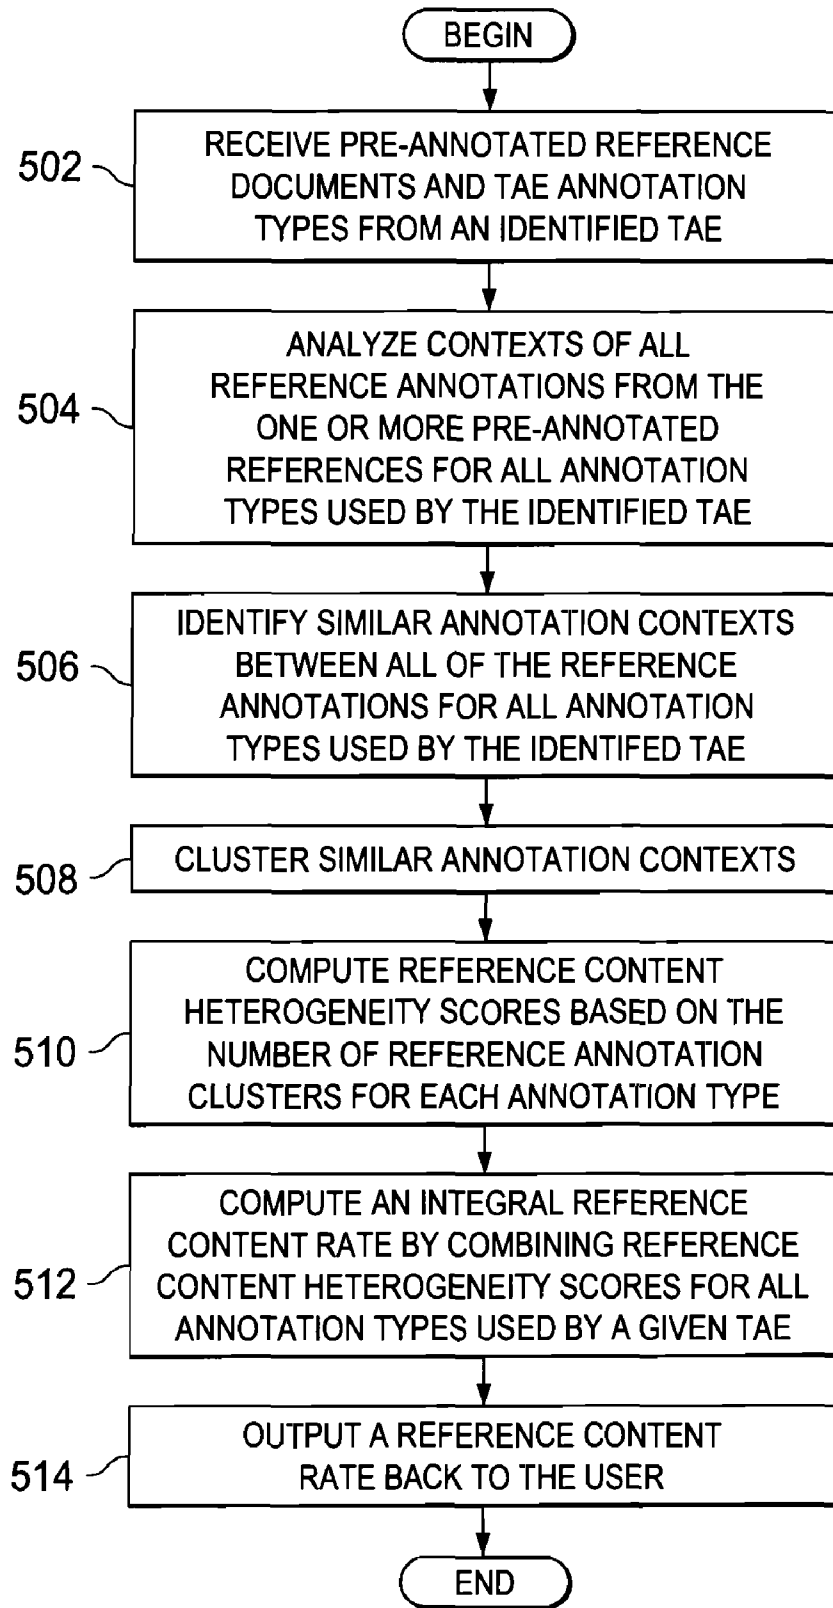 BEGIN
502
RECEIVE PRE-ANNOTATED REFERENCE
DOCUMENTS AND TAE ANNOTATION
TYPES FROM AN IDENTIFIED TAE
504
ANALYZE CONTEXTS OF ALL
REFERENCE ANNOTATIONS FROM THE
ONE OR MORE PRE-ANNOTATED
REFERENCES FOR ALL ANNOTATION
TYPES USED BY THE IDENTIFIED TAE
506
IDENTIFY SIMILAR ANNOTATION CONTEXTS
BETWEEN ALL OF THE REFERENCE
ANNOTATIONS FOR ALL ANNOTATION
TYPES USED BY THE IDENTIFED TAE
508
CLUSTER SIMILAR ANNOTATION CONTEXTS
510
COMPUTE REFERENCE CONTENT
HETEROGENEITY SCORES BASED ON THE
NUMBER OF REFERENCE ANNOTATION
CLUSTERS FOR EACH ANNOTATION TYPE
512
COMPUTE AN INTEGRAL REFERENCE
CONTENT RATE BY COMBINING REFERENCE
CONTENT HETEROGENEITY SCORES FOR ALL
ANNOTATION TYPES USED BY A GIVEN TAE
514
OUTPUT A REFERENCE CONTENT
RATE BACK TO THE USER
END